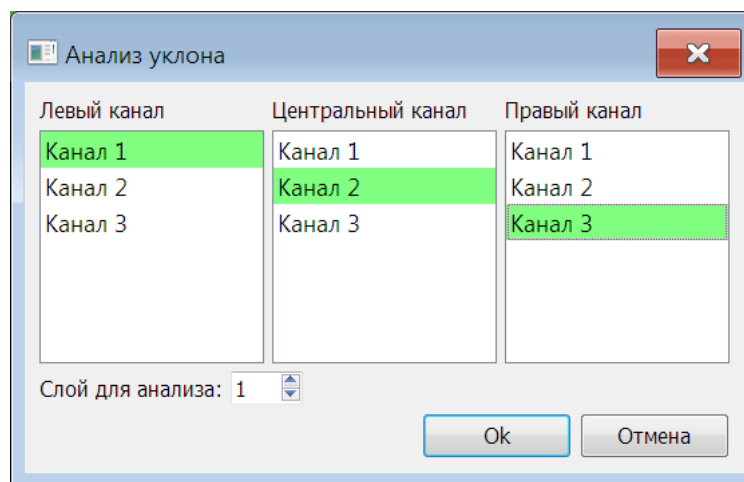 Анализ уклона
Левый канал
Канал 1
Канал 2
Канал 3
Центральный канал
Канал 1
Канал 2
Канал 3
Правый канал
Канал 1
Канал 2
Канал 3
Слой для анализа: 1
Ok
Отмена